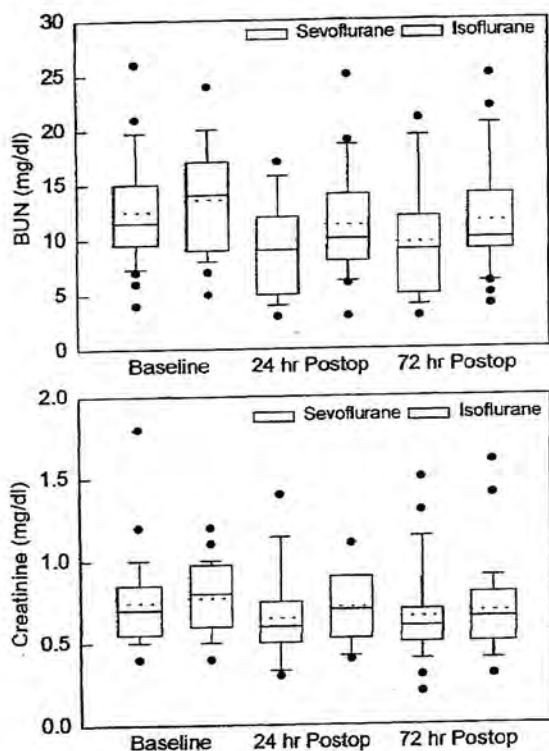 30
25
20
15
10
5
0
BUN (mg/dl)
Sevoflurane Isoflurane
Baseline 24 hr Postop 72 hr Postop
2.0
1.5
1.0
0.5
0.0
Creatinine (mg/dl)
Sevoflurane Isoflurane
Baseline 24 hr Postop 72 hr Postop